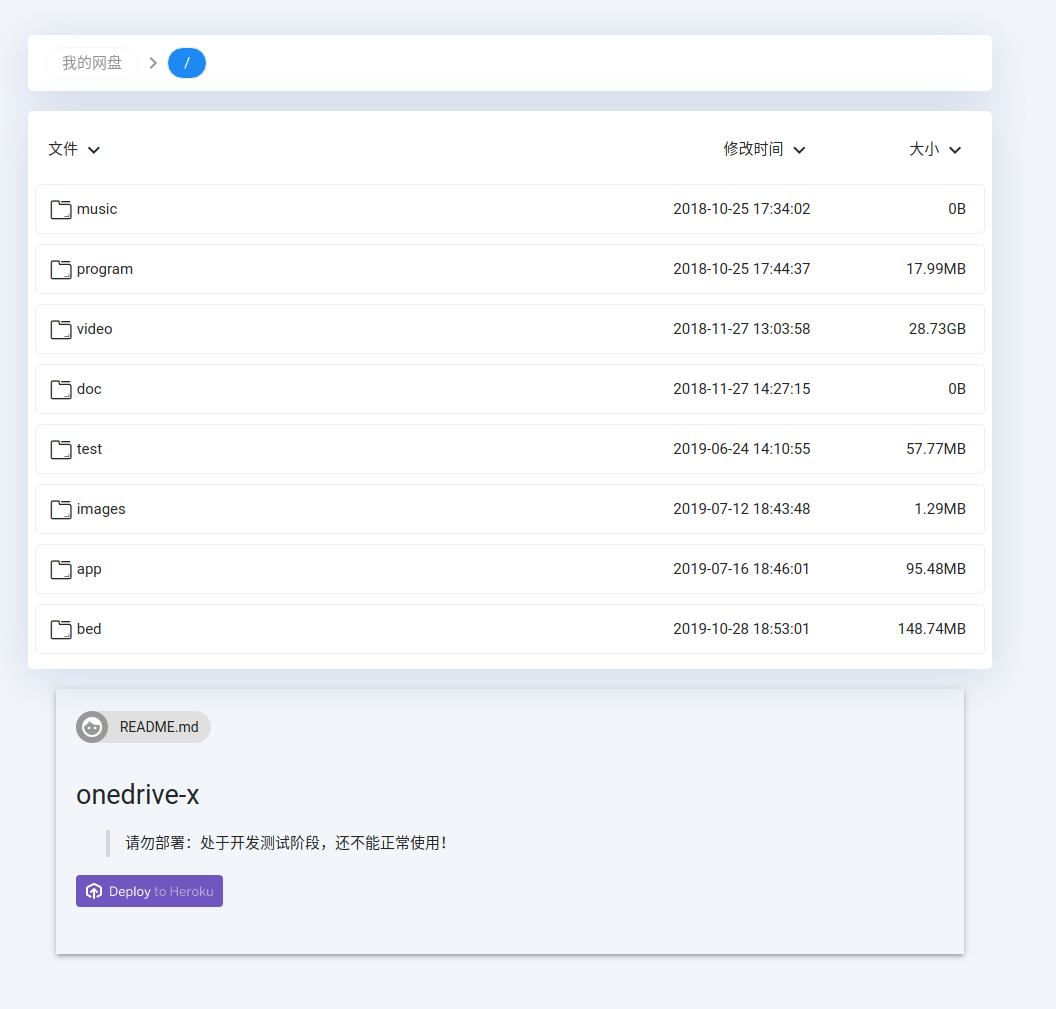 我的网盘 /
文件 修改时间 大小
music 2018-10-25 17:34:02 0B
program 2018-10-25 17:44:37 17.99MB
video 2018-11-27 13:03:58 28.73GB
doc 2018-11-27 14:27:15 0B
test 2019-06-24 14:10:55 57.77MB
images 2019-07-12 18:43:48 1.29MB
app 2019-07-16 18:46:01 95.48MB
bed 2019-10-28 18:53:01 148.74MB
README.md
onedrive-x
请勿部署：处于开发测试阶段，还不能正常使用！
Deploy to Heroku